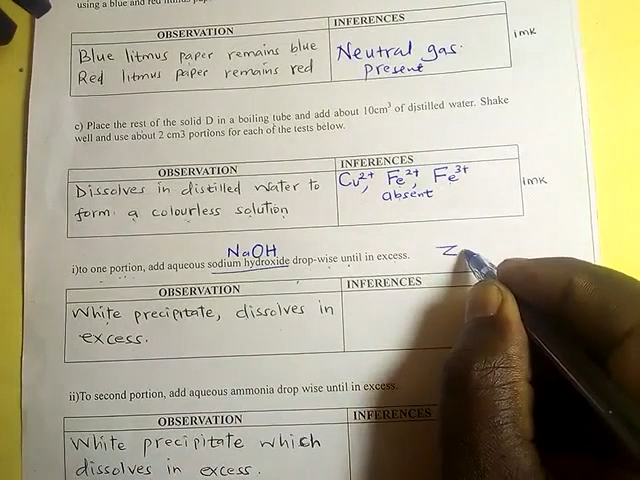 using a blue and red litmus pap
OBSERVATION
INFERENCES
Blue litmus paper remains blue
Red litmus paper remains red
Neutral gas.
present
1mk
c) Place the rest of the solid D in a boiling tube and add about 10cm³ of distilled water. Shake
well and use about 2 cm3 portions for each of the tests below.
OBSERVATION
INFERENCES
Dissolves in distilled water to
form a colourless solution
Cu²⁺, Fe²⁺, Fe³⁺
absent
1mk
NaOH
i)to one portion, add aqueous sodium hydroxide drop-wise until in excess.
Z
OBSERVATION
INFERENCES
White precipitate, dissolves in
excess.
ii)To second portion, add aqueous ammonia drop wise until in excess.
OBSERVATION
INFERENCES
White precipitate which
dissolves in excess.